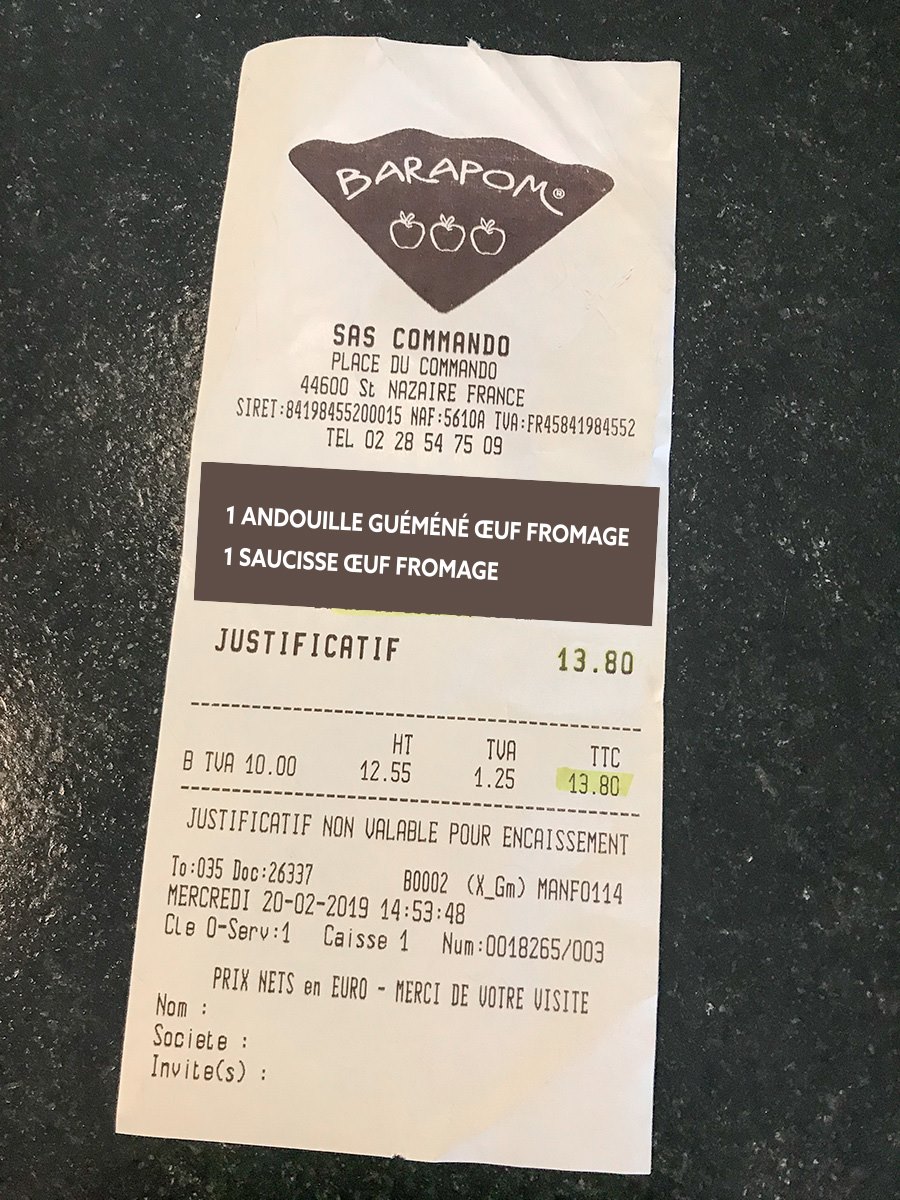 BARAPOM®
SAS COMMANDO
PLACE DU COMMANDO
44600 St NAZAIRE FRANCE
SIRET:84198455200015 NAF:5610A TVA:FR45841984552
TEL 02 28 54 75 09
1 ANDOUILLE GUÉMÉNÉ ŒUF FROMAGE
1 SAUCISSE ŒUF FROMAGE
JUSTIFICATIF 13.80
HT TVA TTC
B TVA 10.00 12.55 1.25 13.80
JUSTIFICATIF NON VALABLE POUR ENCAISSEMENT
To:035 Doc:26337 B0002 (X_Gm) MANF0114
MERCREDI 20-02-2019 14:53:48
Cle O-Serv:1 Caisse 1 Num:0018265/003
PRIX NETS en EURO - MERCI DE VOTRE VISITE
Nom :
Societe :
Invite(s) :